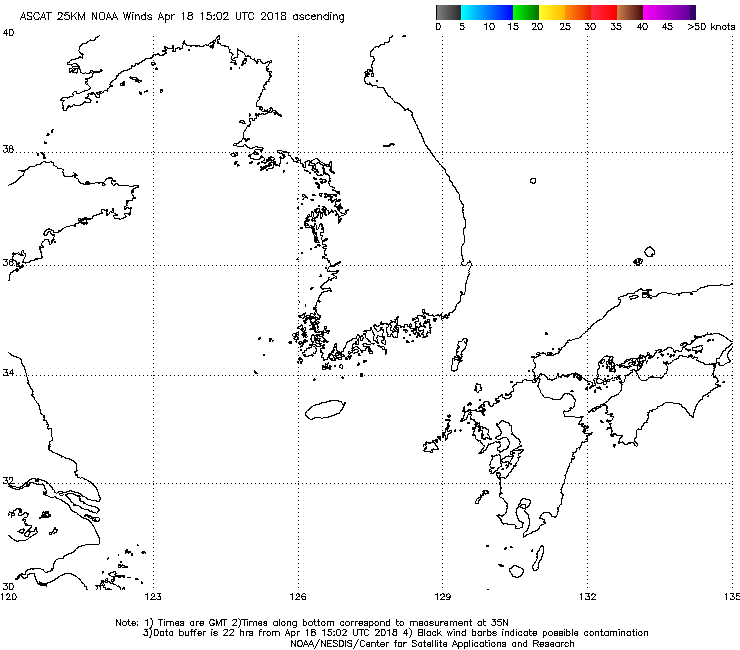 ASCAT 25KM NOAA Winds Apr 18 15:02 UTC 2018 ascending
0 5 10 15 20 25 30 35 40 45 >50 knots
40
38
36
34
32
30
120 123 126 129 132 135
Note: 1) Times are GMT 2)Times along bottom correspond to measurement at 35N
3)Data buffer is 22 hrs from Apr 18 15:02 UTC 2018 4) Black wind barbs indicate possible contamination
NOAA/NESDIS/Center for Satellite Applications and Research